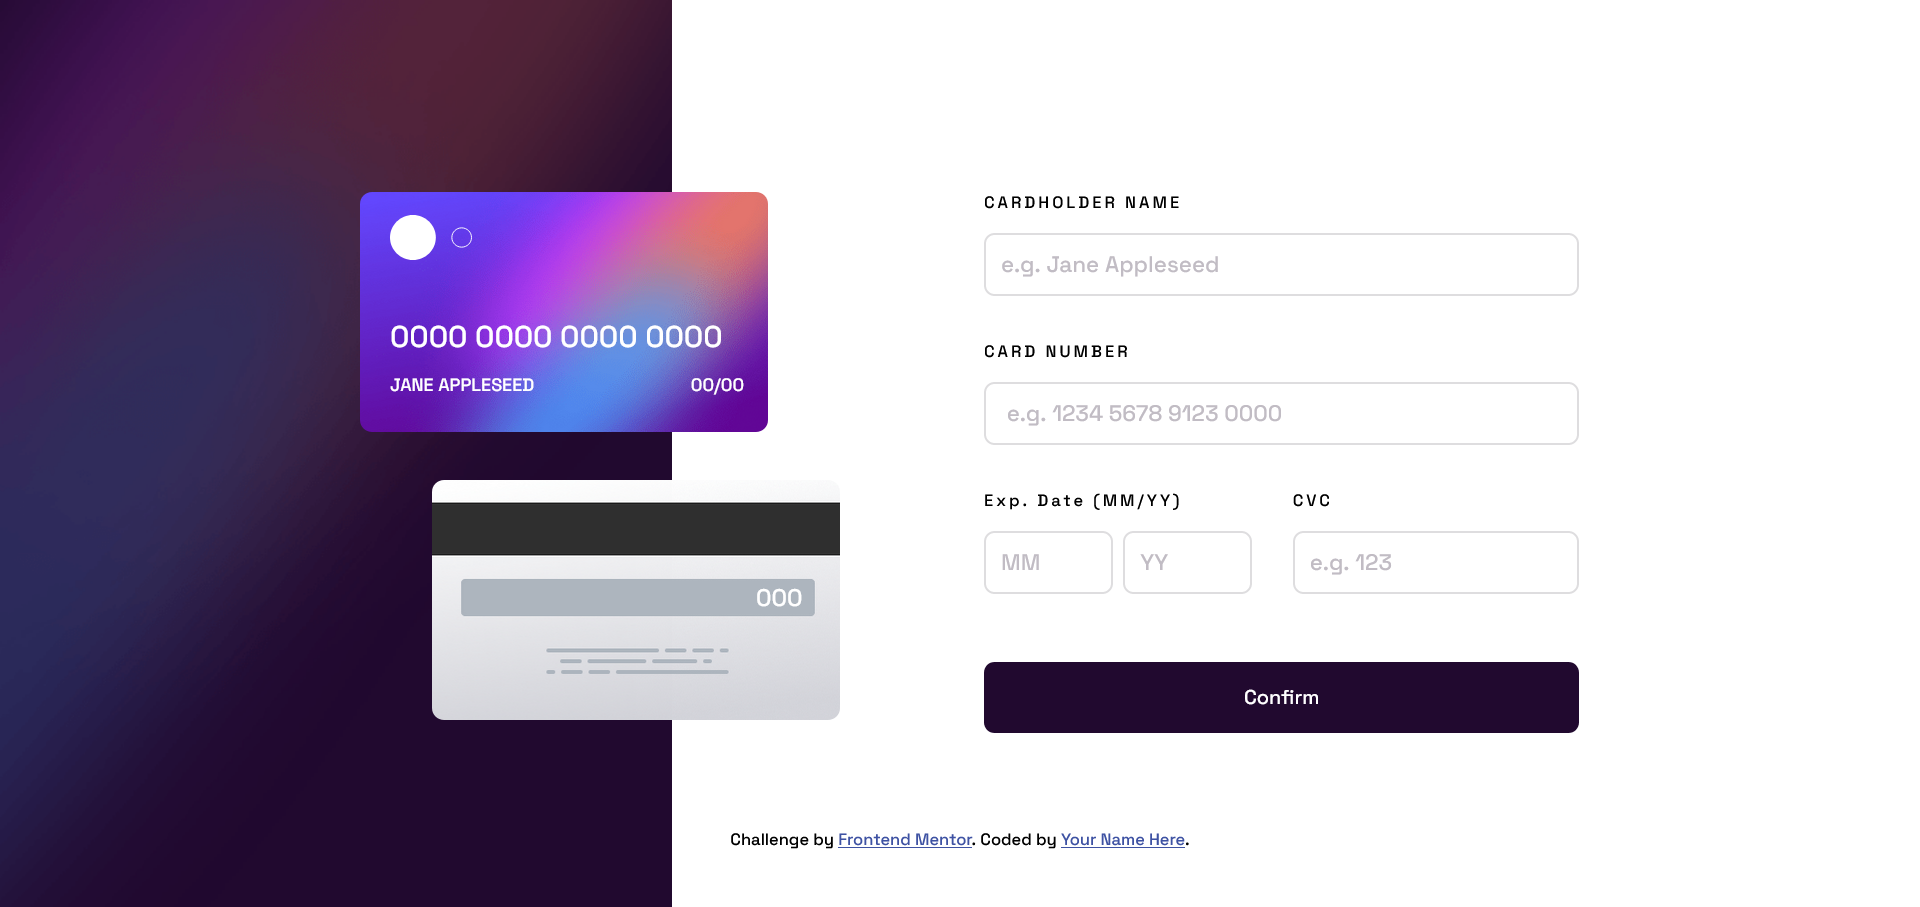 0000 0000 0000 0000
JANE APPLESEED 00/00
000
CARDHOLDER NAME
e.g. Jane Appleseed
CARD NUMBER
e.g. 1234 5678 9123 0000
Exp. Date (MM/YY) CVC
MM YY e.g. 123
Confirm
Challenge by Frontend Mentor. Coded by Your Name Here.